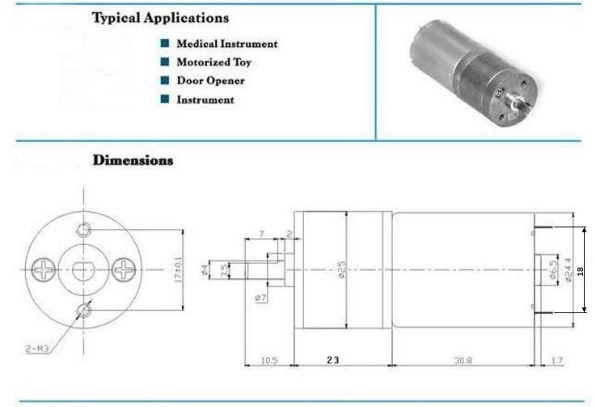 Typical Applications
Medical Instrument
Motorized Toy
Door Opener
Instrument
Dimensions
7 2
ø4
3.5
ø7
ø25
ø6.5
ø24.4
18
17±0.1
2-M3
10.5 23 30.8 1.7